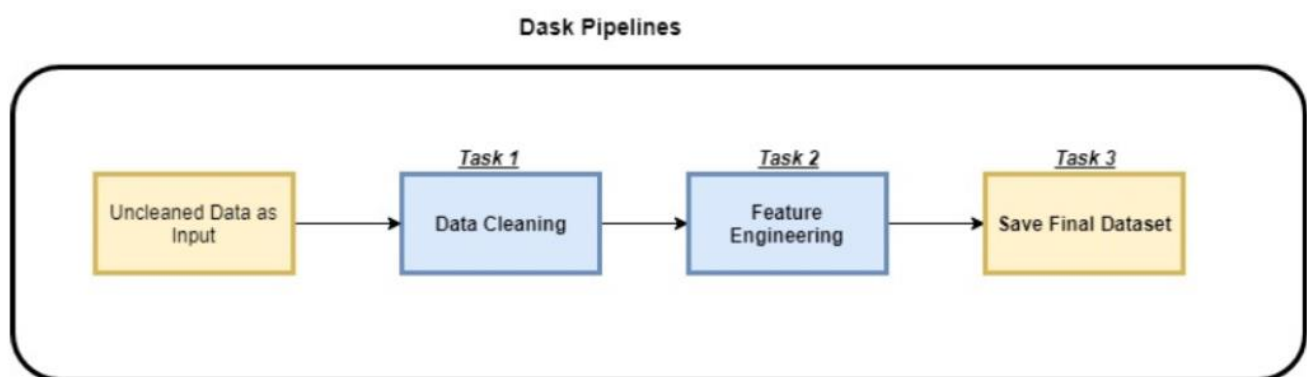 Dask Pipelines
Task 1
Task 2
Task 3
Uncleaned Data as
Input
Data Cleaning
Feature
Engineering
Save Final Dataset